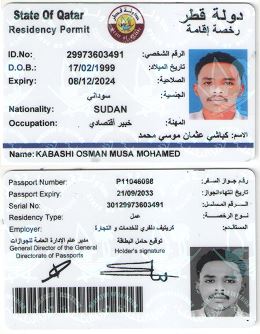 State Of Qatar دولة قطر
Residency Permit رخصة إقامة
ID.No: 29973603491 الرقم الشخصي:
D.O.B: 17/02/1999 تاريخ الميلاد:
Expiry: 08/12/2024 الصلاحية:
الجنسية: سوداني
Nationality: SUDAN
المهنة: خبير أقتصادي
Occupation:
الاسم: كباشي عثمان موسى محمد
Name: KABASHI OSMAN MUSA MOHAMED
Passport Number: P11046098 رقم جواز السفر:
Passport Expiry: 21/09/2033 تاريخ انتهاء الجواز:
Serial No: 30129973603491 الرقم المسلسل:
Residency Type: عمل نوع الرخصة:
Employer: كريتيف دلفري للخدمات و التجارة المستقدم:
مدير عام الإدارة العامة للجوازات توقيع حامل البطاقة
General Director of the General Directorate of Passports Holder's signature